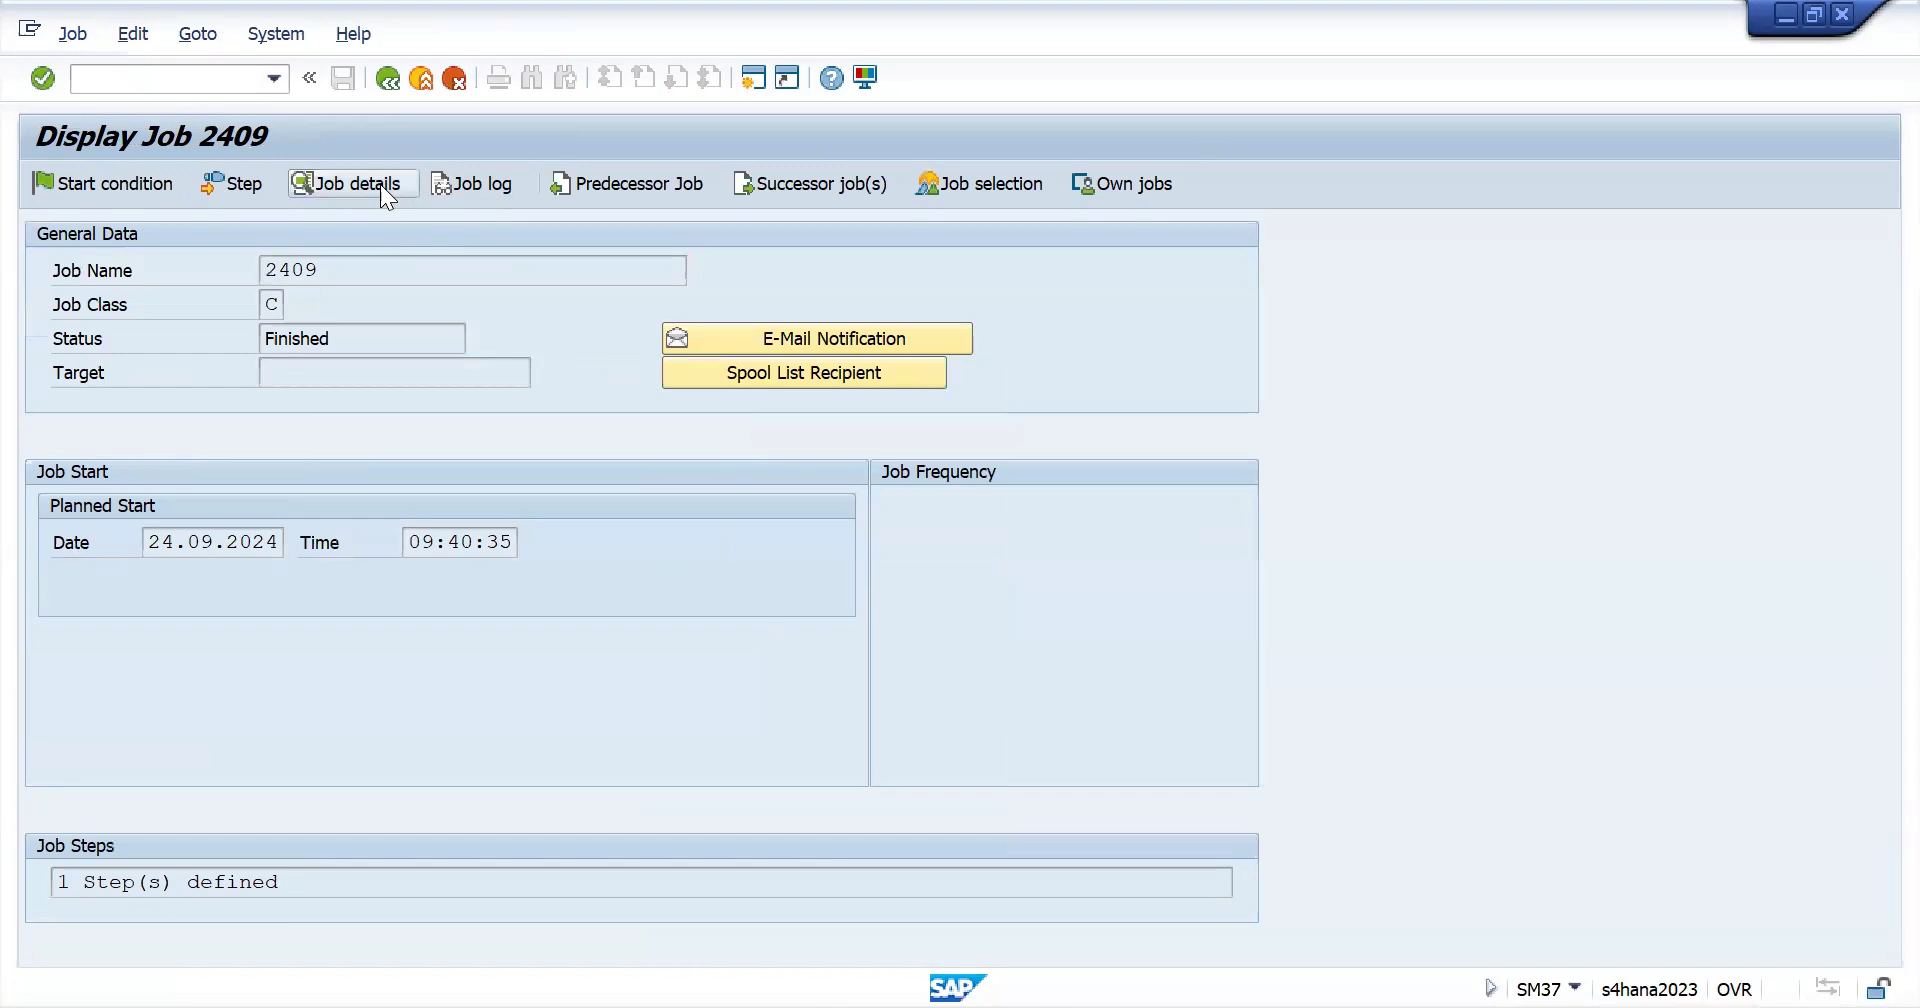 Job Edit Goto System Help
Display Job 2409
Start condition Step Job details Job log Predecessor Job Successor job(s) Job selection Own jobs
General Data
Job Name 2409
Job Class C
Status Finished E-Mail Notification
Target Spool List Recipient
Job Start Job Frequency
Planned Start
Date 24.09.2024 Time 09:40:35
Job Steps
1 Step(s) defined
SAP SM37 s4hana2023 OVR